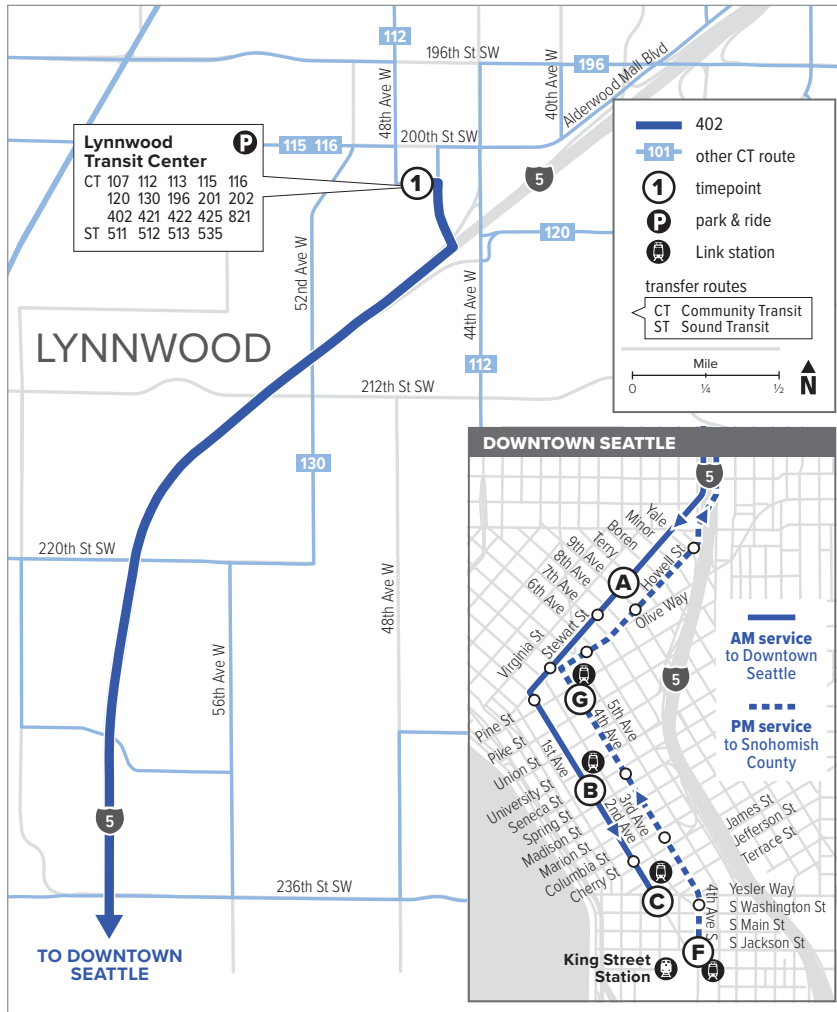 112
196th St SW
196
48th Ave W
40th Ave W
Alderwood Mall Blvd
200th St SW
115 116
Lynnwood
Transit Center
P
CT 107 112 113 115 116
120 130 196 201 202
402 421 422 425 821
ST 511 512 513 535
1
5
120
52nd Ave W
44th Ave W
LYNNWOOD
112
212th St SW
130
220th St SW
56th Ave W
48th Ave W
5
236th St SW
TO DOWNTOWN
SEATTLE
402
101 other CT route
1 timepoint
P park & ride
Link station
transfer routes
CT Community Transit
ST Sound Transit
Mile
0 ¼ ½
N
DOWNTOWN SEATTLE
5
Yale
Minor
Boren
Terry
9th Ave
8th Ave
7th Ave
6th Ave
A
Howell St
Olive Way
Stewart St
Virginia St
G
5
AM service
to Downtown
Seattle
PM service
to Snohomish
County
Pine St
Pike St
Union St
University St
Seneca St
Spring St
Madison St
Marion St
Columbia St
Cherry St
1st Ave
5th Ave
4th Ave
B
3rd Ave
2nd Ave
James St
Jefferson St
Terrace St
C
4th Ave S
Yesler Way
S Washington St
S Main St
S Jackson St
F
King Street
Station